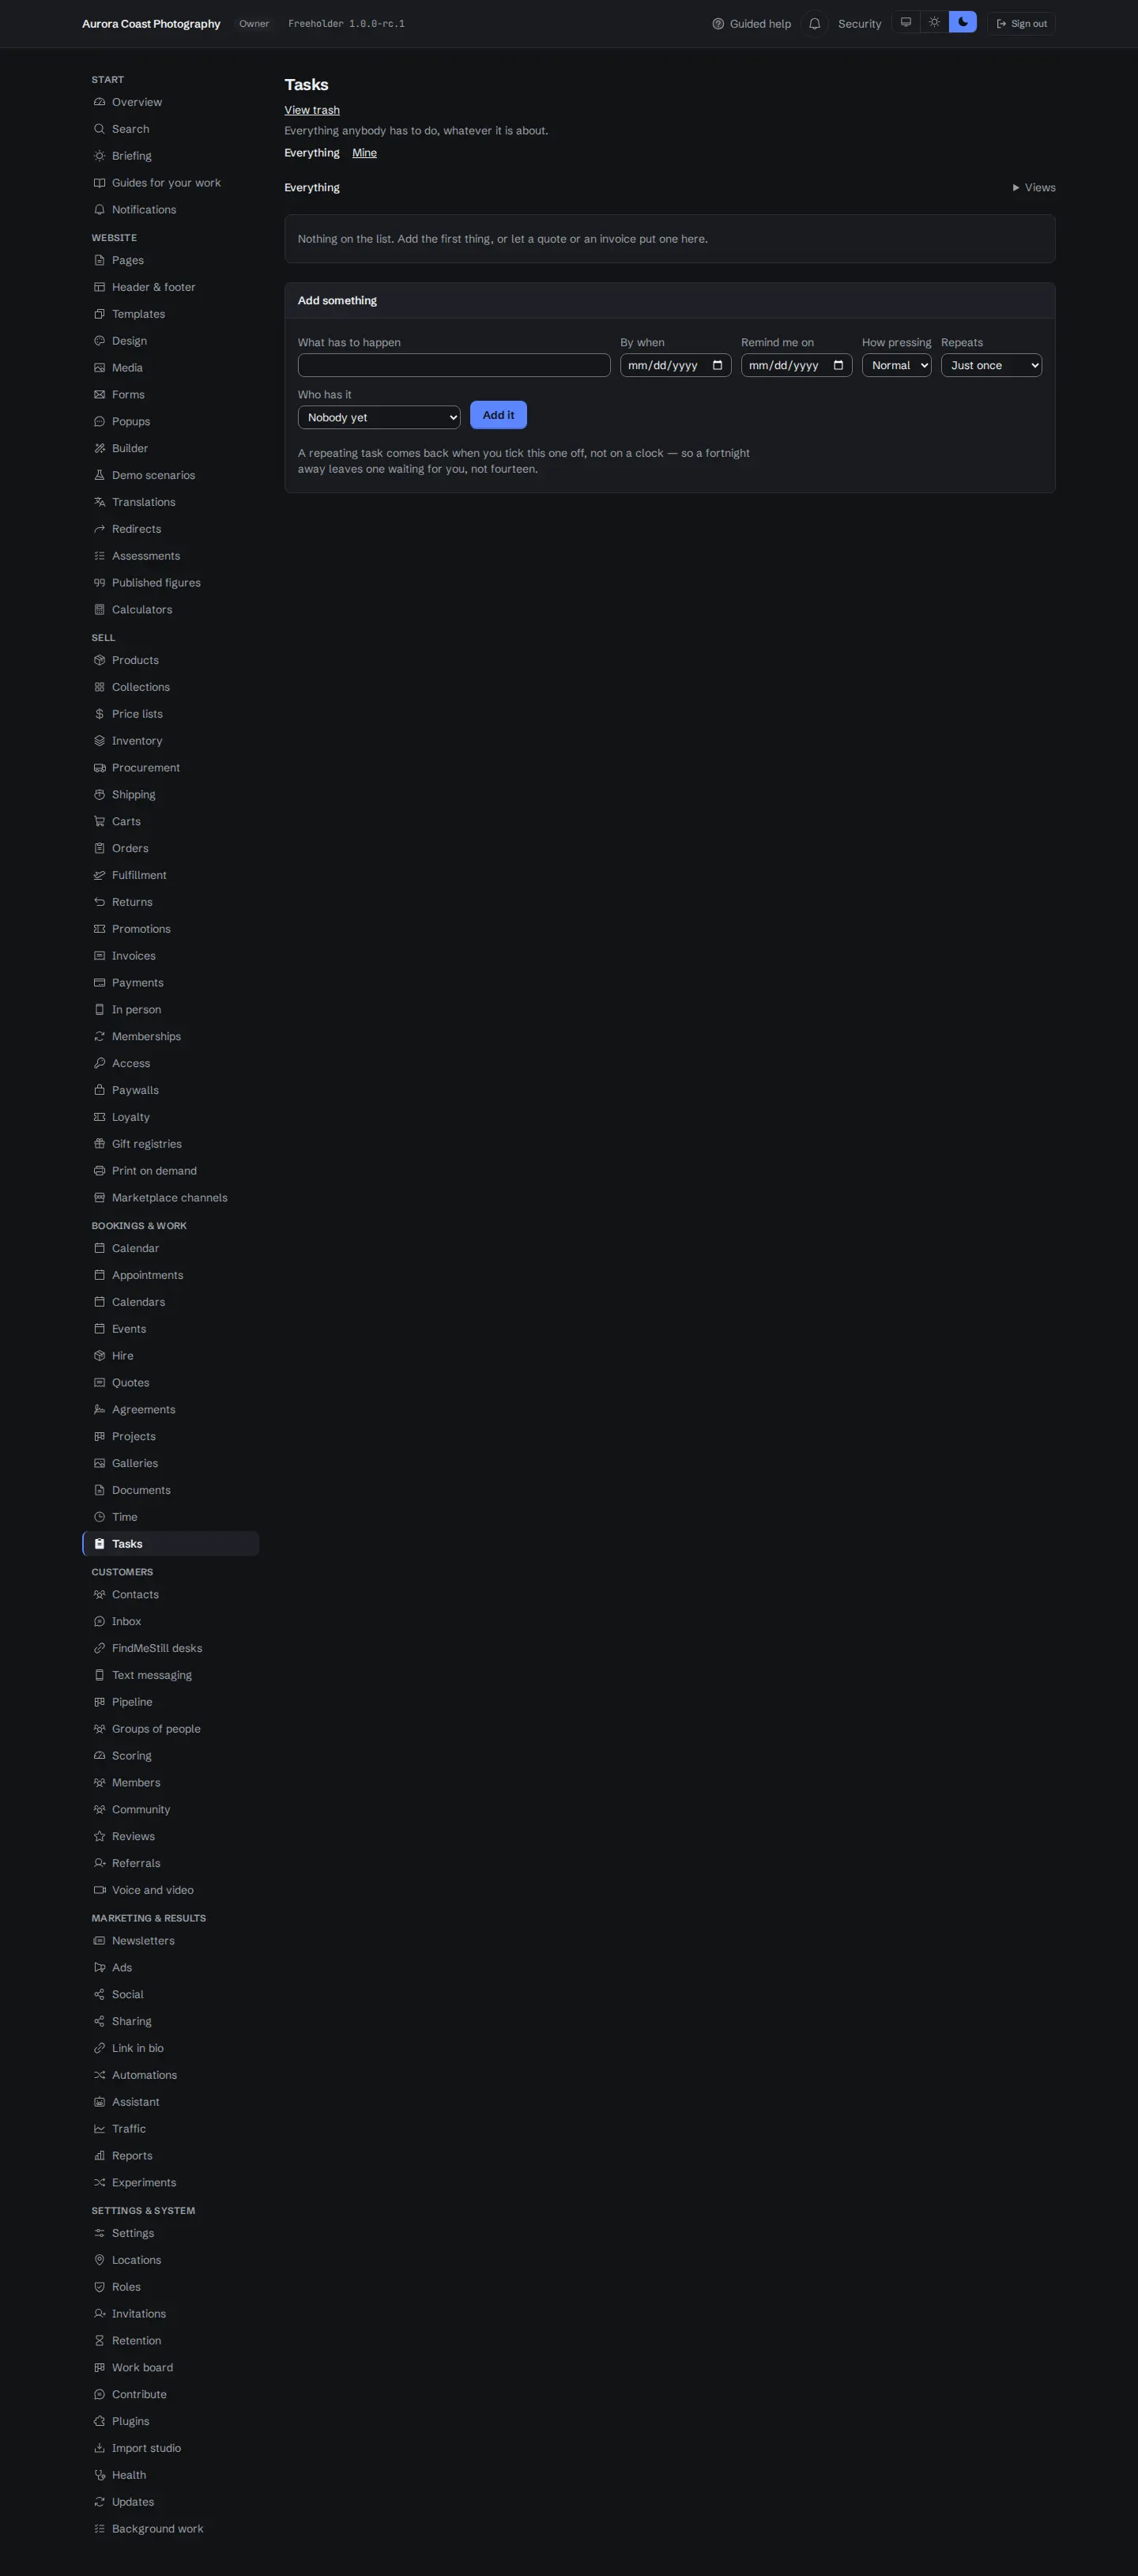 Aurora Coast Photography Owner Freeholder 1.0.0-rc.1 Guided help Security Sign out
START
Overview
Search
Briefing
Guides for your work
Notifications
WEBSITE
Pages
Header & footer
Templates
Design
Media
Forms
Popups
Builder
Demo scenarios
Translations
Redirects
Assessments
Published figures
Calculators
SELL
Products
Collections
Price lists
Inventory
Procurement
Shipping
Carts
Orders
Fulfillment
Returns
Promotions
Invoices
Payments
In person
Memberships
Access
Paywalls
Loyalty
Gift registries
Print on demand
Marketplace channels
BOOKINGS & WORK
Calendar
Appointments
Calendars
Events
Hire
Quotes
Agreements
Projects
Galleries
Documents
Time
Tasks
CUSTOMERS
Contacts
Inbox
FindMeStill desks
Text messaging
Pipeline
Groups of people
Scoring
Members
Community
Reviews
Referrals
Voice and video
MARKETING & RESULTS
Newsletters
Ads
Social
Sharing
Link in bio
Automations
Assistant
Traffic
Reports
Experiments
SETTINGS & SYSTEM
Settings
Locations
Roles
Invitations
Retention
Work board
Contribute
Plugins
Import studio
Health
Updates
Background work
Tasks
View trash
Everything anybody has to do, whatever it is about.
Everything Mine
Everything Views
Nothing on the list. Add the first thing, or let a quote or an invoice put one here.
Add something
What has to happen By when Remind me on How pressing Repeats
mm/dd/yyyy mm/dd/yyyy Normal Just once
Who has it
Nobody yet Add it
A repeating task comes back when you tick this one off, not on a clock — so a fortnight
away leaves one waiting for you, not fourteen.